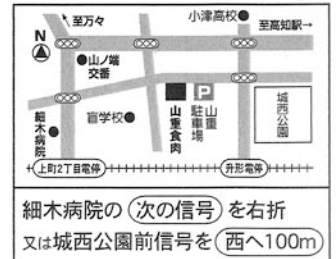 至万々
小津高校
至高知駅→
N
山ノ端
交番
盲学校
山重食肉
P
山重
駐車場
城西公園
細木病院
上町2丁目電停
升形電停
細木病院の 次の信号 を右折
又は城西公園前信号を 西へ100m